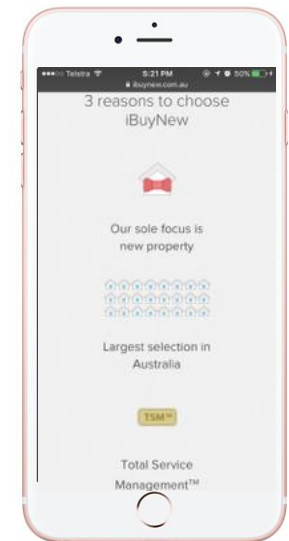 Telstra 5:21 PM 50%
ibuynew.com.au
3 reasons to choose
iBuyNew
Our sole focus is
new property
Largest selection in
Australia
TSM™
Total Service
Management™